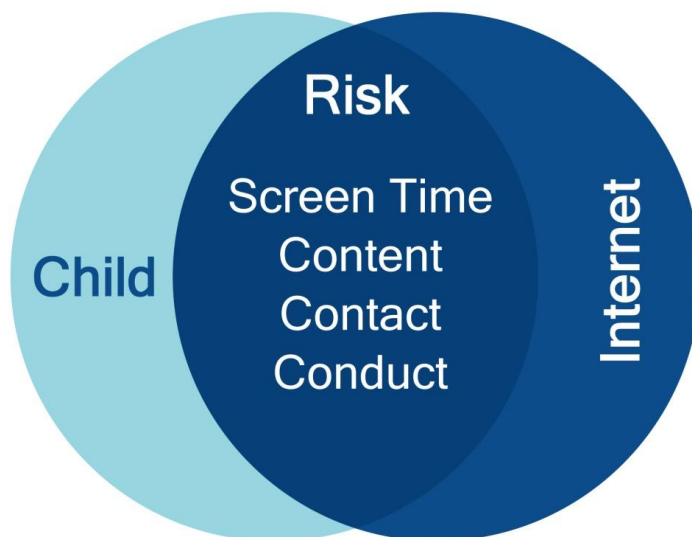 Risk
Screen Time
Content
Contact
Conduct
Child
Internet